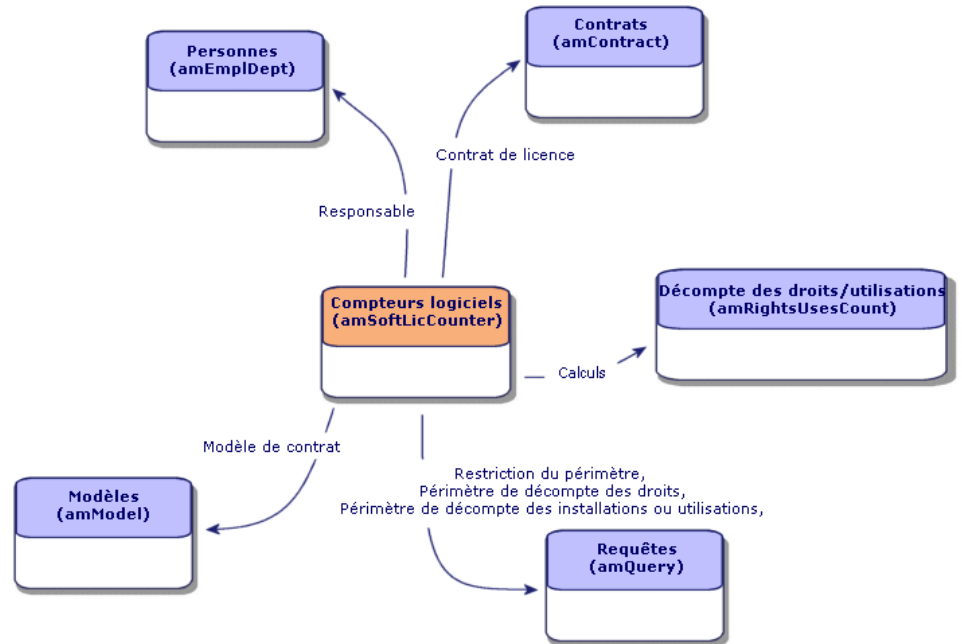 Contrats
(amContract)
Personnes
(amEmplDept)
Contrat de licence
Responsable
Compteurs logiciels
(amSoftLicCounter)
Décompte des droits/utilisations
(amRightsUsesCount)
Calculs
Modèle de contrat
Restriction du périmètre,
Périmètre de décompte des droits,
Périmètre de décompte des installations ou utilisations,
Modèles
(amModel)
Requêtes
(amQuery)